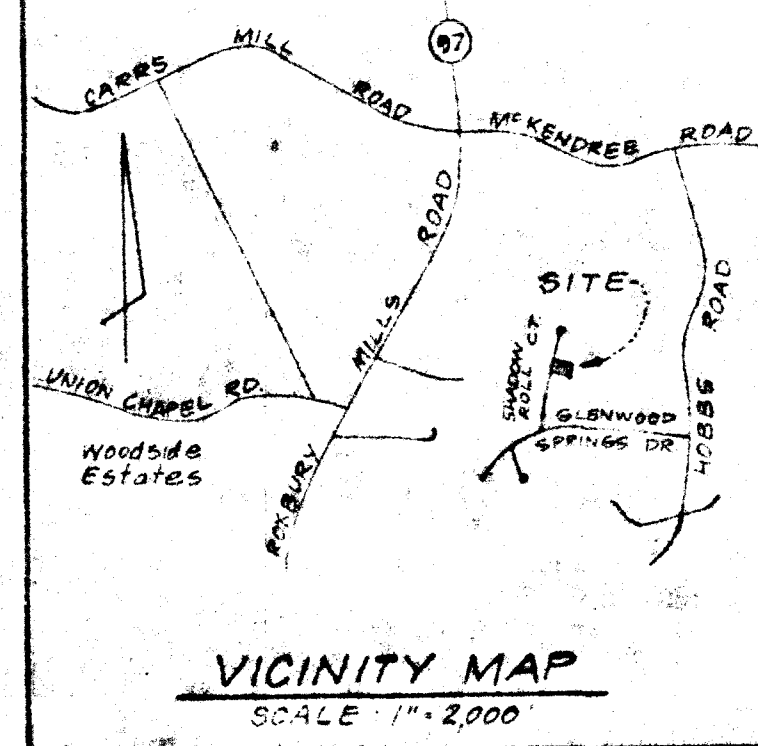 97
CARRS MILL ROAD
McKENDREE ROAD
ROXBURY MILLS ROAD
HOBBS ROAD
SITE
SHADOW
ROLL CT.
GLENWOOD
SPRINGS DR
UNION CHAPEL RD.
Woodside
Estates
VICINITY MAP
SCALE : 1" = 2,000'